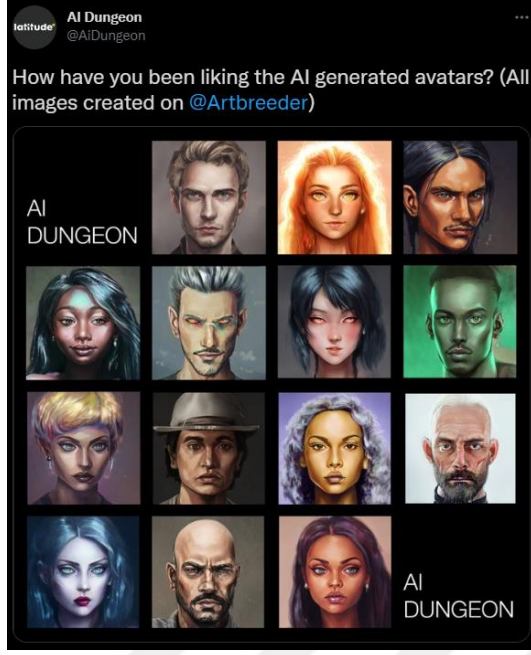 latitude
AI Dungeon
@AiDungeon
How have you been liking the AI generated avatars? (All
images created on @Artbreeder)
AI
DUNGEON
AI
DUNGEON